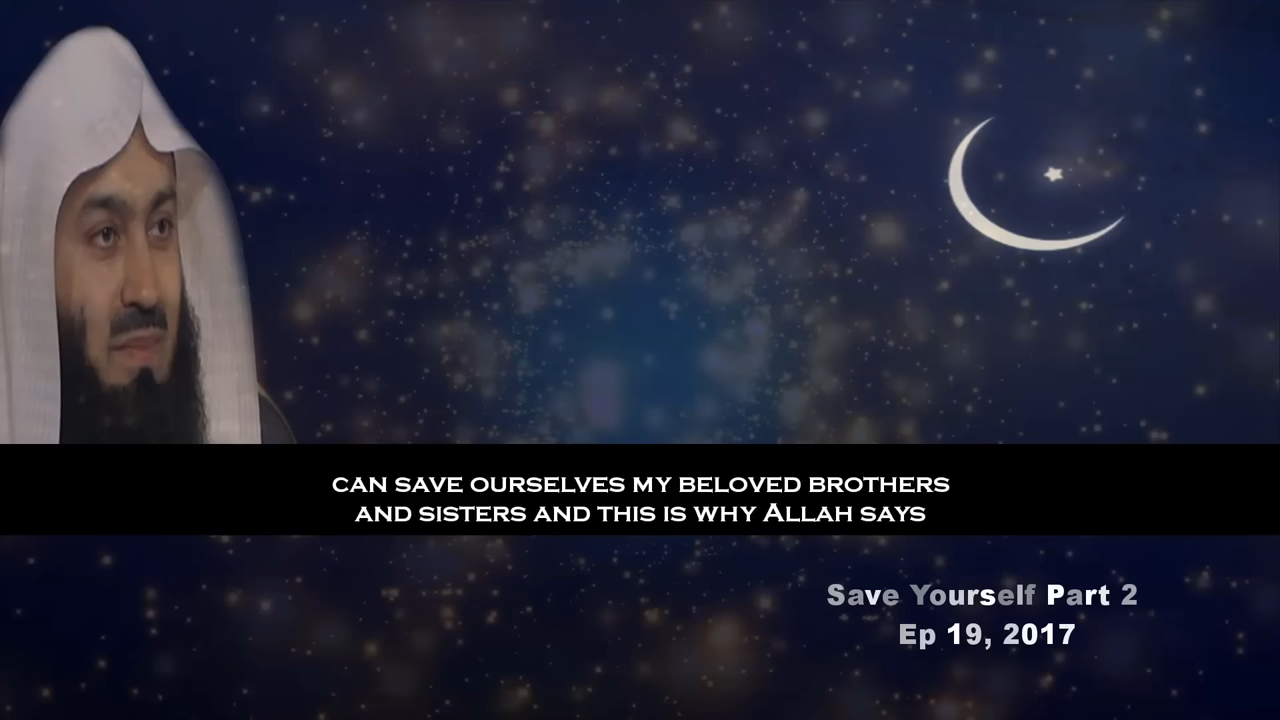 CAN SAVE OURSELVES MY BELOVED BROTHERS
AND SISTERS AND THIS IS WHY ALLAH SAYS
Save Yourself Part 2
Ep 19, 2017